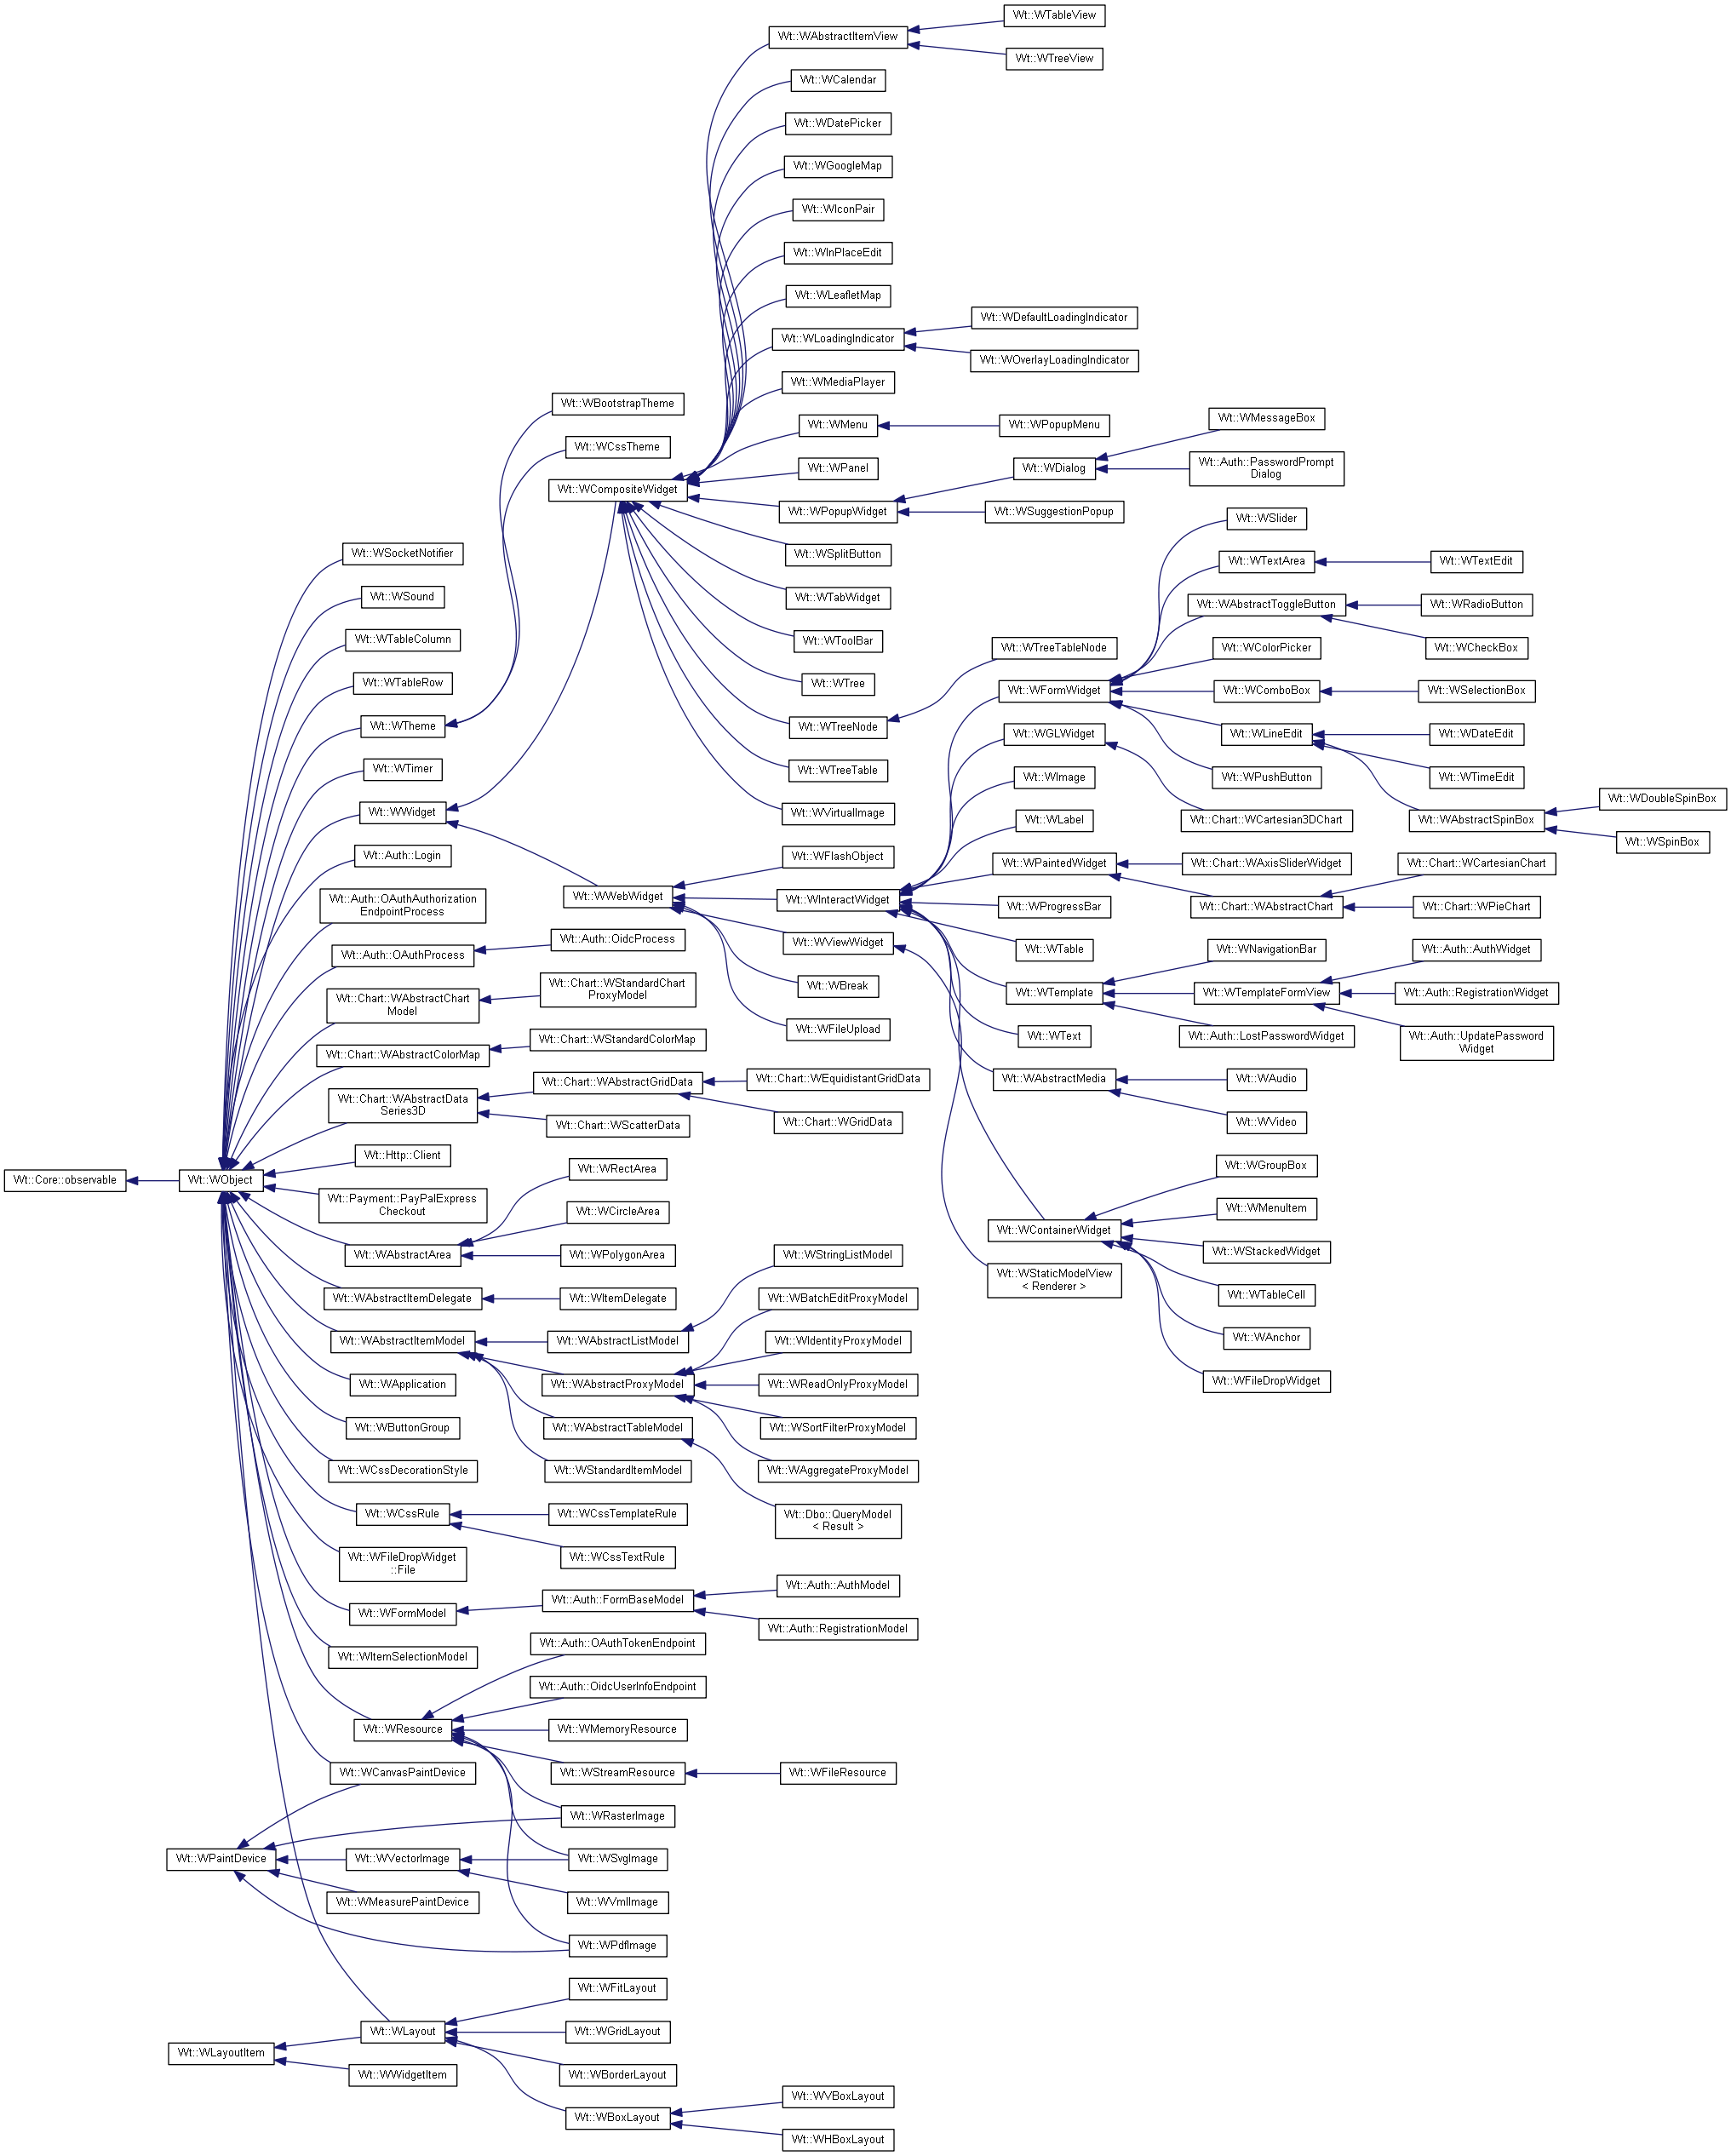 Wt::WTableView
Wt::WAbstractItemView
Wt::WTreeView
Wt::WCalendar
Wt::WDatePicker
Wt::WGoogleMap
Wt::WIconPair
Wt::WInPlaceEdit
Wt::WLeafletMap
Wt::WDefaultLoadingIndicator
Wt::WLoadingIndicator
Wt::WOverlayLoadingIndicator
Wt::WMediaPlayer
Wt::WBootstrapTheme
Wt::WMessageBox
Wt::WMenu
Wt::WPopupMenu
Wt::WCssTheme
Wt::WPanel
Wt::WDialog
Wt::Auth::PasswordPrompt
Dialog
Wt::WCompositeWidget
Wt::WPopupWidget
Wt::WSuggestionPopup
Wt::WSlider
Wt::WSocketNotifier
Wt::WSplitButton
Wt::WTextArea
Wt::WTextEdit
Wt::WSound
Wt::WTabWidget
Wt::WAbstractToggleButton
Wt::WRadioButton
Wt::WTableColumn
Wt::WToolBar
Wt::WTreeTableNode
Wt::WColorPicker
Wt::WCheckBox
Wt::WTableRow
Wt::WTree
Wt::WFormWidget
Wt::WComboBox
Wt::WSelectionBox
Wt::WTheme
Wt::WTreeNode
Wt::WGLWidget
Wt::WLineEdit
Wt::WDateEdit
Wt::WTimer
Wt::WTreeTable
Wt::WImage
Wt::WPushButton
Wt::WTimeEdit
Wt::WDoubleSpinBox
Wt::WWidget
Wt::WVirtualImage
Wt::WLabel
Wt::Chart::WCartesian3DChart
Wt::WAbstractSpinBox
Wt::WSpinBox
Wt::Auth::Login
Wt::WFlashObject
Wt::WPaintedWidget
Wt::Chart::WAxisSliderWidget
Wt::Chart::WCartesianChart
Wt::Auth::OAuthAuthorization
EndpointProcess
Wt::WWebWidget
Wt::WInteractWidget
Wt::WProgressBar
Wt::Chart::WAbstractChart
Wt::Chart::WPieChart
Wt::Auth::OAuthProcess
Wt::Auth::OidcProcess
Wt::WViewWidget
Wt::WTable
Wt::WNavigationBar
Wt::Auth::AuthWidget
Wt::Chart::WAbstractChart
Model
Wt::Chart::WStandardChart
ProxyModel
Wt::WBreak
Wt::WTemplate
Wt::WTemplateFormView
Wt::Auth::RegistrationWidget
Wt::Chart::WAbstractColorMap
Wt::Chart::WStandardColorMap
Wt::WFileUpload
Wt::WText
Wt::Auth::LostPasswordWidget
Wt::Auth::UpdatePassword
Widget
Wt::Chart::WAbstractData
Series3D
Wt::Chart::WAbstractGridData
Wt::Chart::WEquidistantGridData
Wt::WAbstractMedia
Wt::WAudio
Wt::Chart::WScatterData
Wt::Chart::WGridData
Wt::WVideo
Wt::Http::Client
Wt::WRectArea
Wt::WGroupBox
Wt::Core::observable
Wt::WObject
Wt::Payment::PayPalExpress
Checkout
Wt::WCircleArea
Wt::WMenuItem
Wt::WContainerWidget
Wt::WAbstractArea
Wt::WPolygonArea
Wt::WStringListModel
Wt::WStackedWidget
Wt::WStaticModelView
< Renderer >
Wt::WAbstractItemDelegate
Wt::WItemDelegate
Wt::WBatchEditProxyModel
Wt::WTableCell
Wt::WAbstractItemModel
Wt::WAbstractListModel
Wt::WIdentityProxyModel
Wt::WAnchor
Wt::WApplication
Wt::WAbstractProxyModel
Wt::WReadOnlyProxyModel
Wt::WFileDropWidget
Wt::WButtonGroup
Wt::WAbstractTableModel
Wt::WSortFilterProxyModel
Wt::WCssDecorationStyle
Wt::WStandardItemModel
Wt::WAggregateProxyModel
Wt::WCssRule
Wt::WCssTemplateRule
Wt::Dbo::QueryModel
< Result >
Wt::WFileDropWidget
::File
Wt::WCssTextRule
Wt::WFormModel
Wt::Auth::FormBaseModel
Wt::Auth::AuthModel
Wt::Auth::RegistrationModel
Wt::WItemSelectionModel
Wt::Auth::OAuthTokenEndpoint
Wt::Auth::OidcUserInfoEndpoint
Wt::WResource
Wt::WMemoryResource
Wt::WCanvasPaintDevice
Wt::WStreamResource
Wt::WFileResource
Wt::WRasterImage
Wt::WPaintDevice
Wt::WVectorImage
Wt::WSvgImage
Wt::WMeasurePaintDevice
Wt::WVmlImage
Wt::WPdfImage
Wt::WFitLayout
Wt::WLayout
Wt::WGridLayout
Wt::WLayoutItem
Wt::WWidgetItem
Wt::WBorderLayout
Wt::WVBoxLayout
Wt::WBoxLayout
Wt::WHBoxLayout